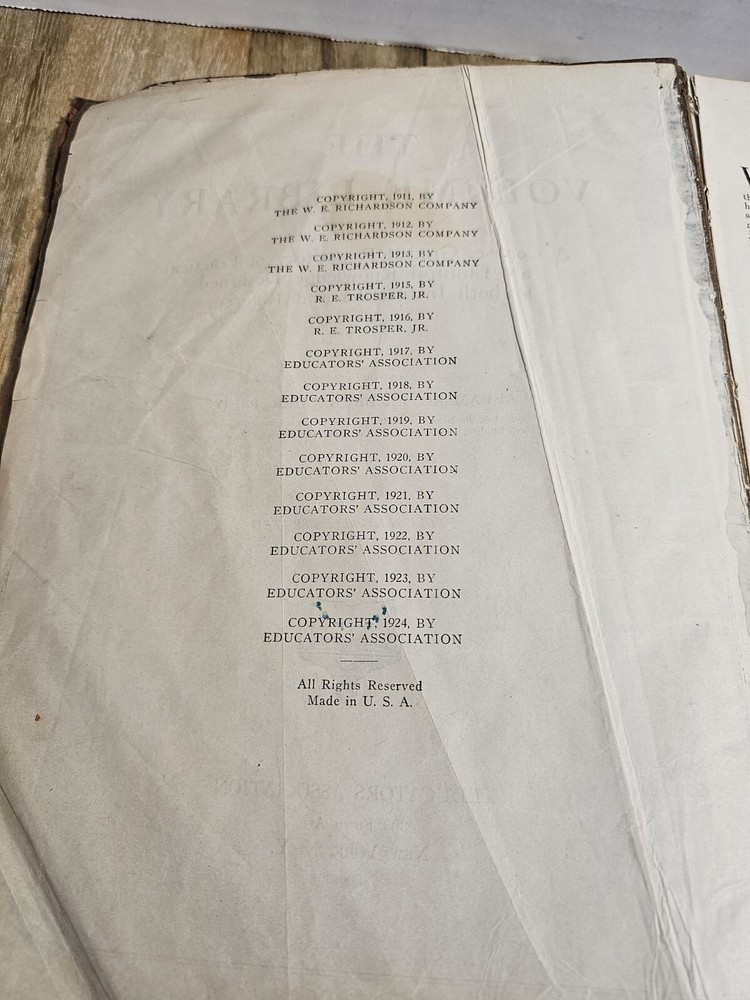 COPYRIGHT, 1911, BY
THE W. E. RICHARDSON COMPANY
COPYRIGHT, 1912, BY
THE W. E. RICHARDSON COMPANY
COPYRIGHT, 1913, BY
THE W. E. RICHARDSON COMPANY
COPYRIGHT, 1915, BY
R. E. TROSPER, JR.
COPYRIGHT, 1916, BY
R. E. TROSPER, JR.
COPYRIGHT, 1917, BY
EDUCATORS' ASSOCIATION
COPYRIGHT, 1918, BY
EDUCATORS' ASSOCIATION
COPYRIGHT, 1919, BY
EDUCATORS' ASSOCIATION
COPYRIGHT, 1920, BY
EDUCATORS' ASSOCIATION
COPYRIGHT, 1921, BY
EDUCATORS' ASSOCIATION
COPYRIGHT, 1922, BY
EDUCATORS' ASSOCIATION
COPYRIGHT, 1923, BY
EDUCATORS' ASSOCIATION
COPYRIGHT, 1924, BY
EDUCATORS' ASSOCIATION
All Rights Reserved
Made in U. S. A.